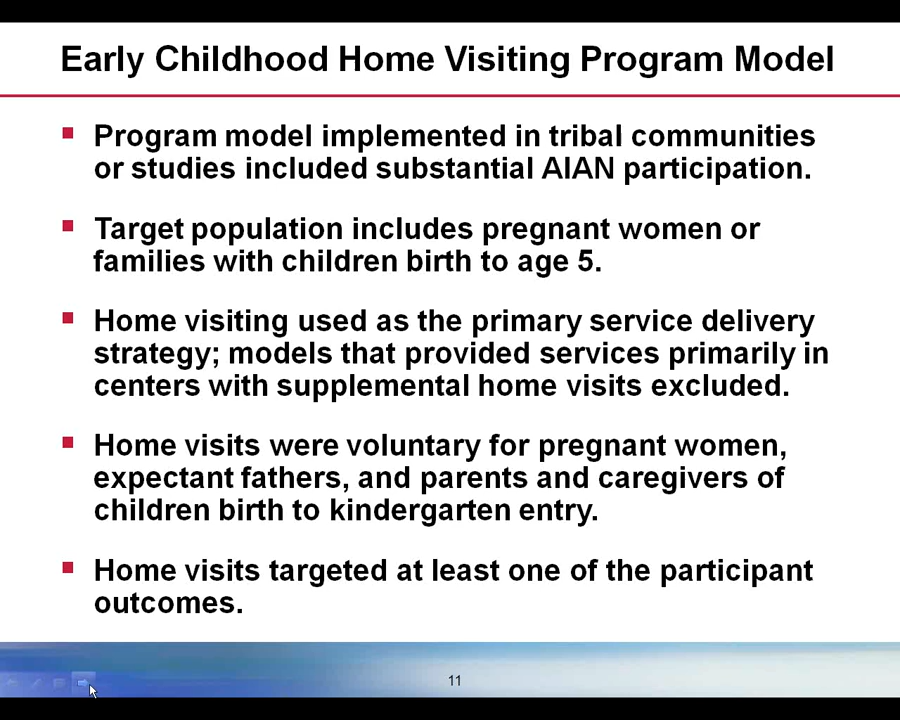 Early Childhood Home Visiting Program Model
Program model implemented in tribal communities
or studies included substantial AIAN participation.
Target population includes pregnant women or
families with children birth to age 5.
Home visiting used as the primary service delivery
strategy; models that provided services primarily in
centers with supplemental home visits excluded.
Home visits were voluntary for pregnant women,
expectant fathers, and parents and caregivers of
children birth to kindergarten entry.
Home visits targeted at least one of the participant
outcomes.
11